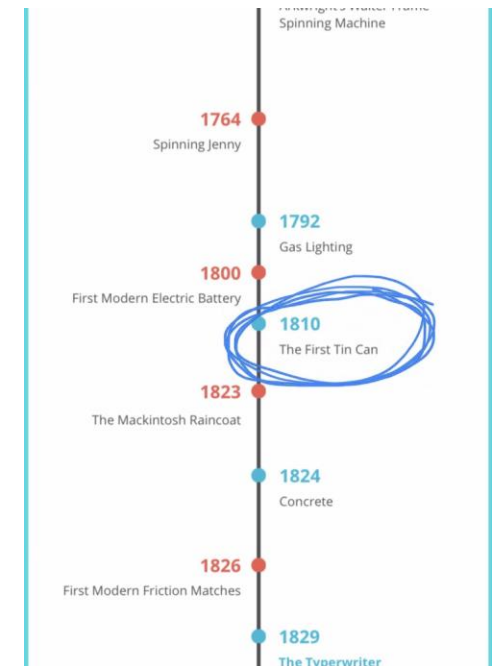 Spinning Machine
1764
Spinning Jenny
1792
Gas Lighting
1800
First Modern Electric Battery
1810
The First Tin Can
1823
The Mackintosh Raincoat
1824
Concrete
1826
First Modern Friction Matches
1829
The Typerwriter